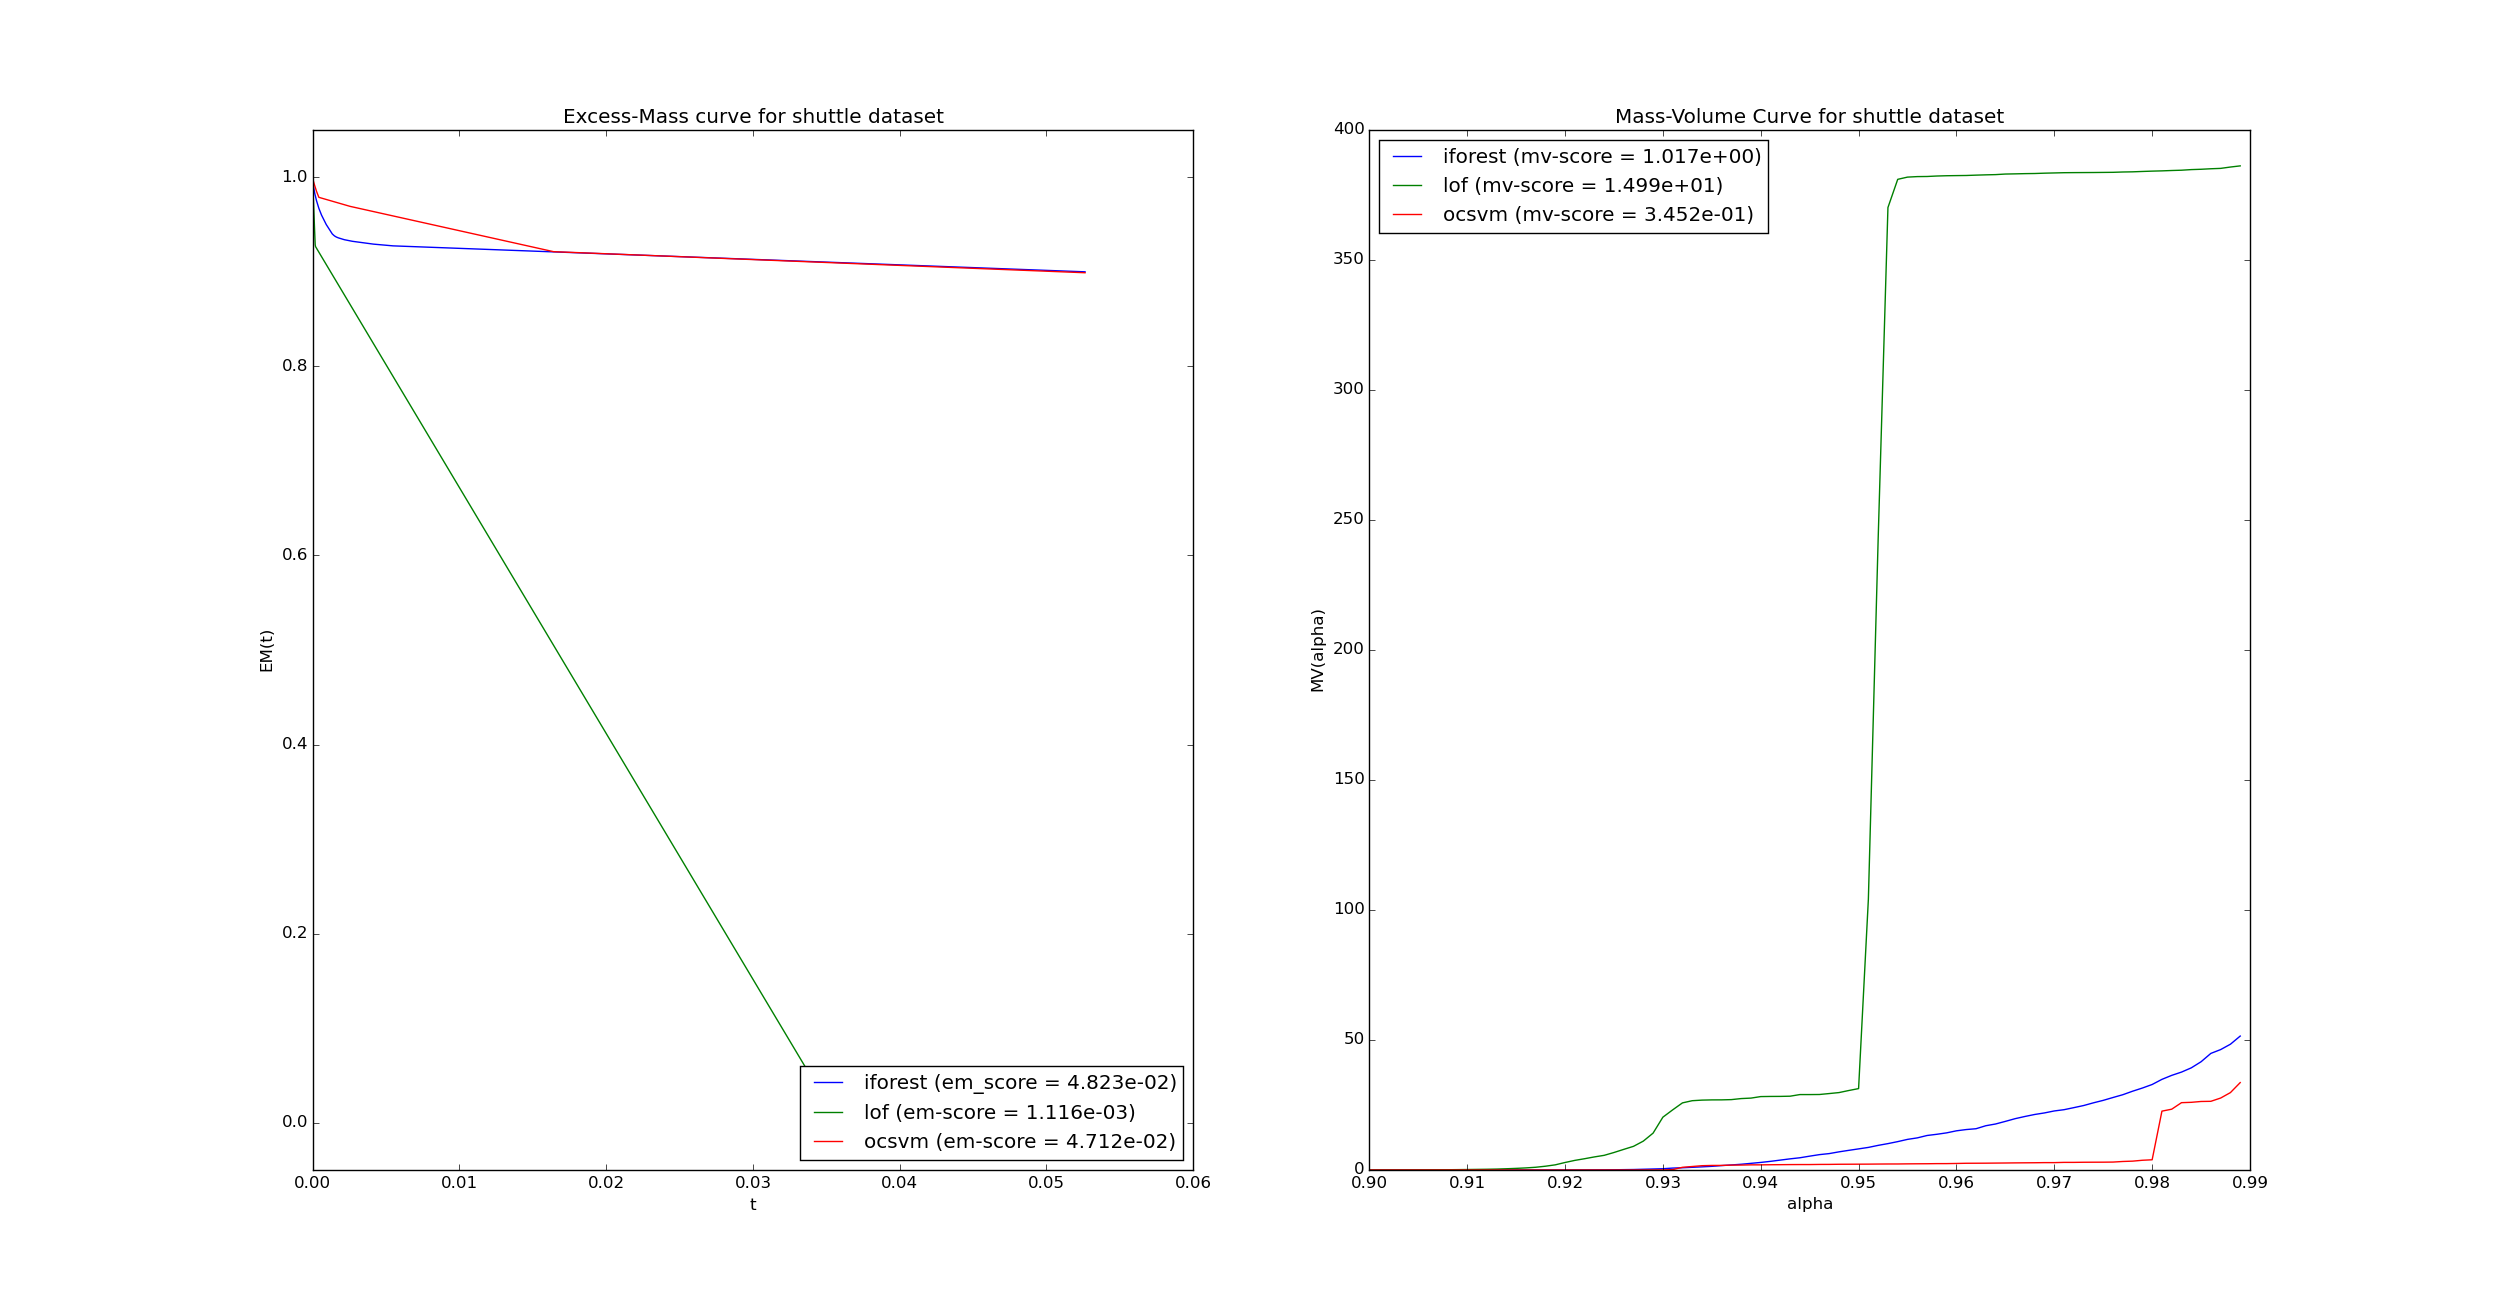 Excess-Mass curve for shuttle dataset
1.0
0.8
0.6
0.4
0.2
0.0
EM(t)
iforest (em_score = 4.823e-02)
lof (em-score = 1.116e-03)
ocsvm (em-score = 4.712e-02)
0.00 0.01 0.02 0.03 0.04 0.05 0.06
t
Mass-Volume Curve for shuttle dataset
iforest (mv-score = 1.017e+00)
lof (mv-score = 1.499e+01)
ocsvm (mv-score = 3.452e-01)
400
350
300
250
200
150
100
50
0
MV(alpha)
0.90 0.91 0.92 0.93 0.94 0.95 0.96 0.97 0.98 0.99
alpha